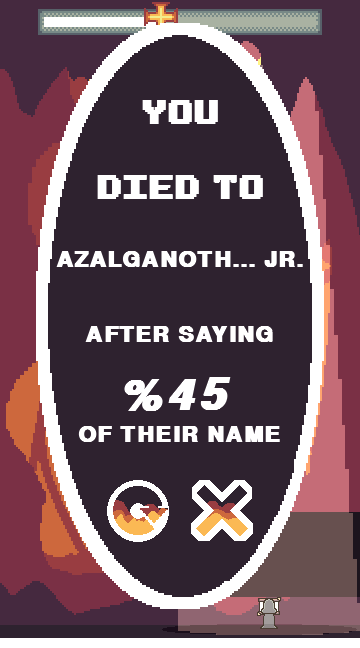 YOU
DIED TO
AZALGANOTH... JR.
AFTER SAYING
%45
OF THEIR NAME